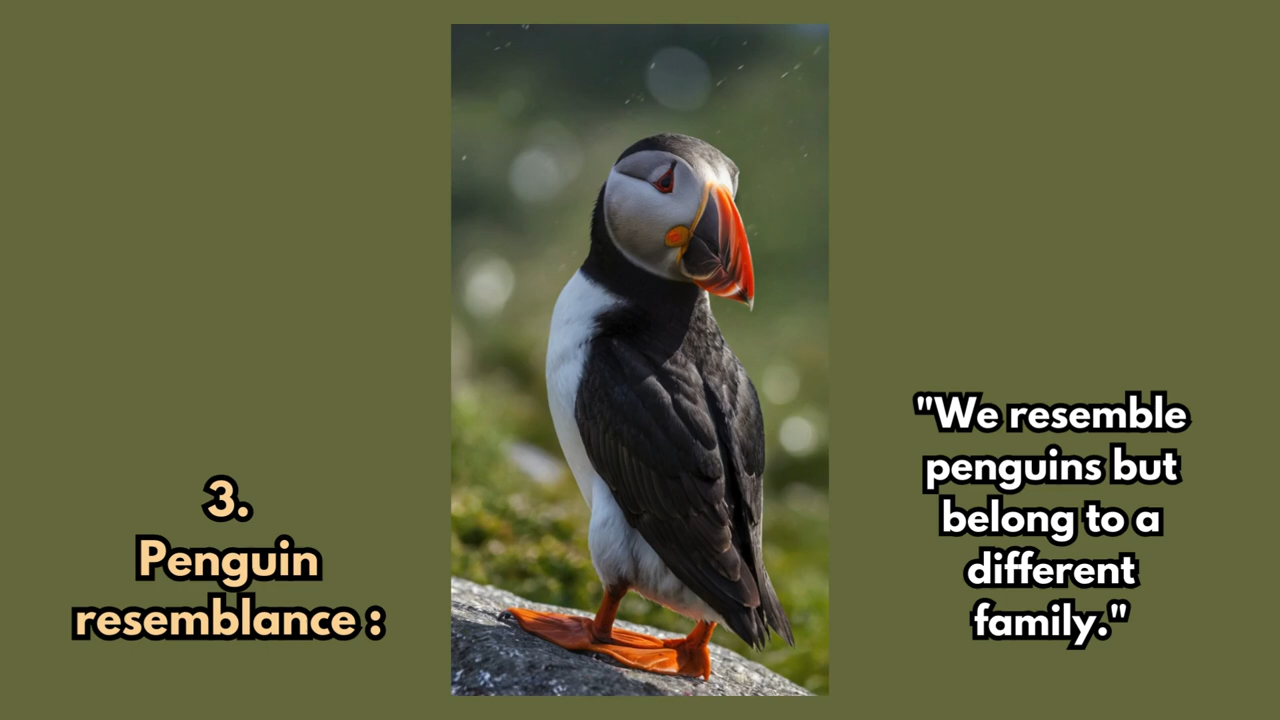 3.
Penguin
resemblance :
"We resemble
penguins but
belong to a
different
family."